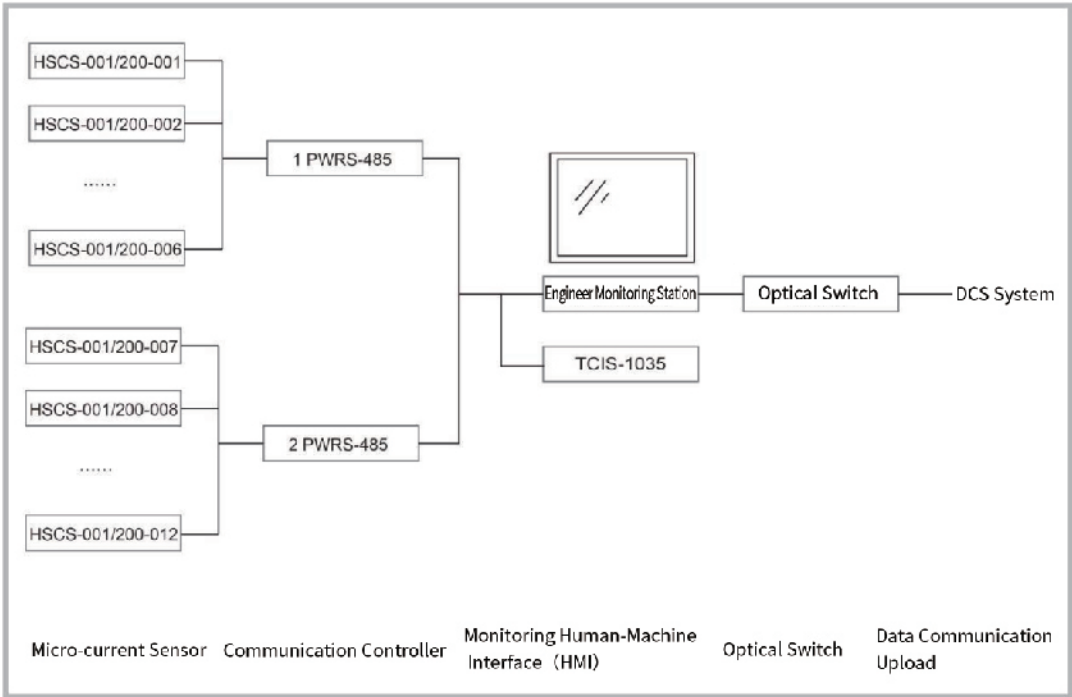 HSCS-001/200-001
HSCS-001/200-002
......
HSCS-001/200-006
1 PWRS-485
HSCS-001/200-007
HSCS-001/200-008
......
HSCS-001/200-012
2 PWRS-485
Engineer Monitoring Station
TCIS-1035
Optical Switch
DCS System
Micro-current Sensor
Communication Controller
Monitoring Human-Machine
Interface（HMI）
Optical Switch
Data Communication
Upload